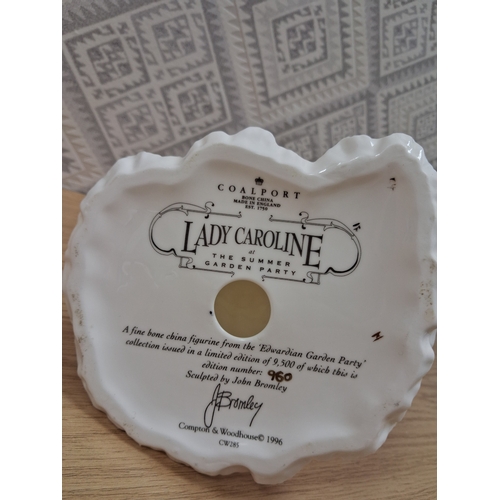 COALPORT
BONE CHINA
MADE IN ENGLAND
EST. 1750
LADY CAROLINE
AT
THE SUMMER
GARDEN PARTY
A fine bone china figurine from the 'Edwardian Garden Party'
collection issued in a limited edition of 9,500 of which this is
edition number: 960
Sculpted by John Bromley
J Bromley
Compton & Woodhouse© 1996
CW285